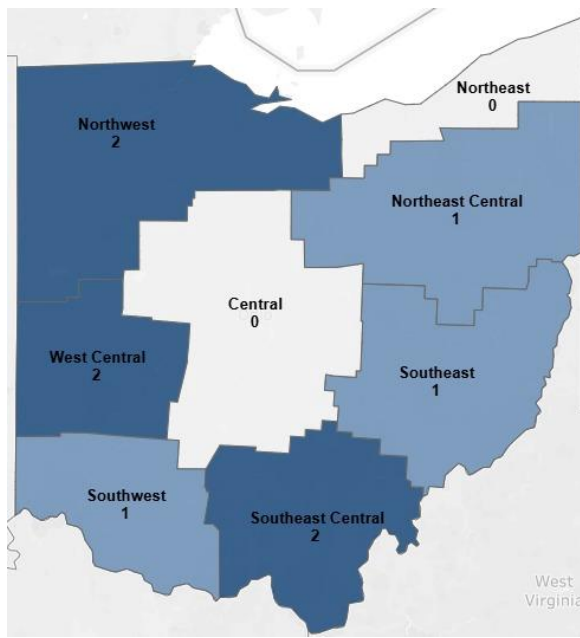 Northeast
0
Northwest
2
Northeast Central
1
Central
0
West Central
2
Southeast
1
Southwest
1
Southeast Central
2
West
Virginia